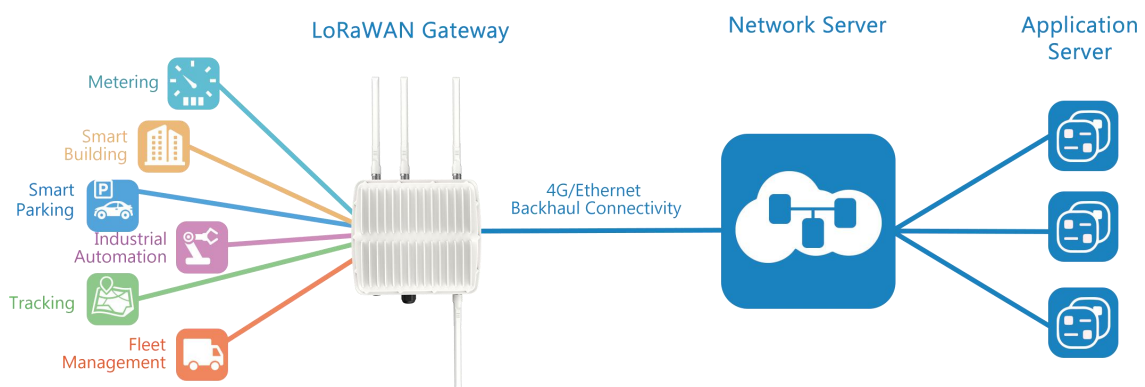 LoRaWAN Gateway
Network Server
Application
Server
Metering
Smart
Building
Smart
Parking
P
Industrial
Automation
Tracking
Fleet
Management
4G/Ethernet
Backhaul Connectivity